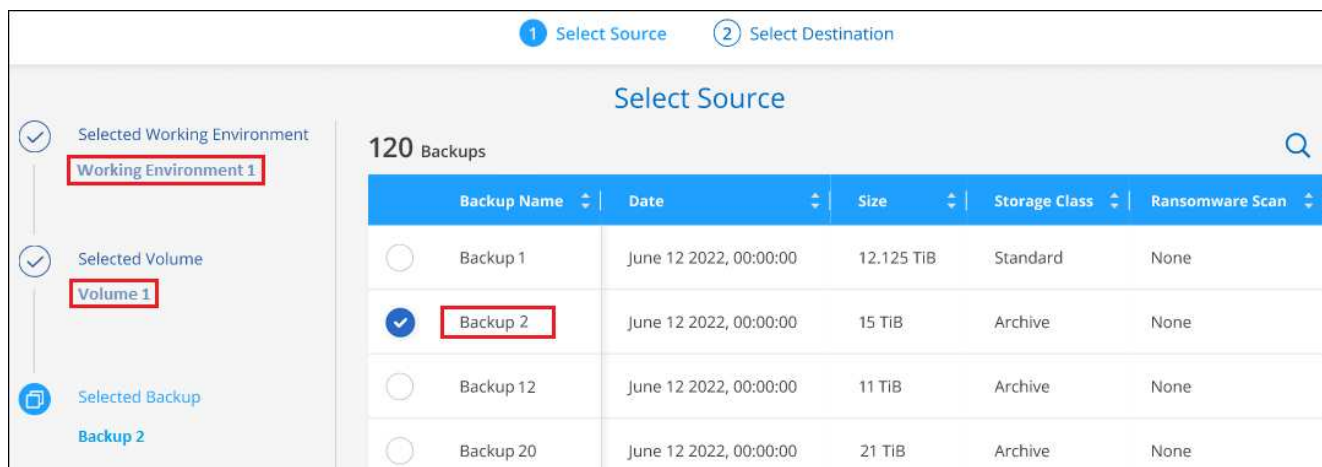 1 Select Source 2 Select Destination
Select Source
Selected Working Environment
Working Environment 1
Selected Volume
Volume 1
Selected Backup
Backup 2
120 Backups
Backup Name Date Size Storage Class Ransomware Scan
Backup 1 June 12 2022, 00:00:00 12.125 TiB Standard None
Backup 2 June 12 2022, 00:00:00 15 TiB Archive None
Backup 12 June 12 2022, 00:00:00 11 TiB Archive None
Backup 20 June 12 2022, 00:00:00 21 TiB Archive None